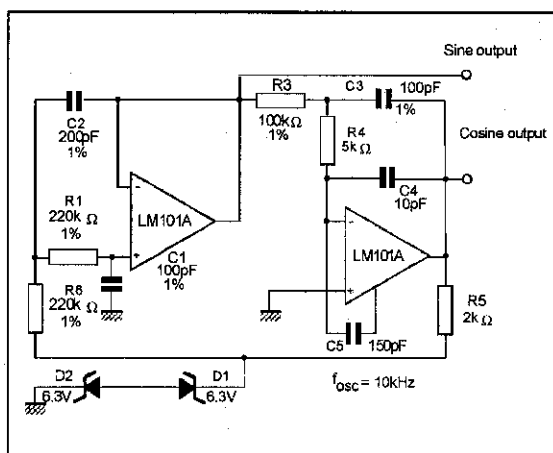 Sine output
R3
100kΩ
1%
C3
100pF
1%
C2
200pF
1%
R4
5kΩ
Cosine output
C4
10pF
R1
220k Ω
1%
-
+
LM101A
C1
100pF
1%
-
+
LM101A
R6
220k Ω
1%
R5
2k Ω
C5
150pF
D2
6.3V
D1
6.3V
fosc = 10kHz